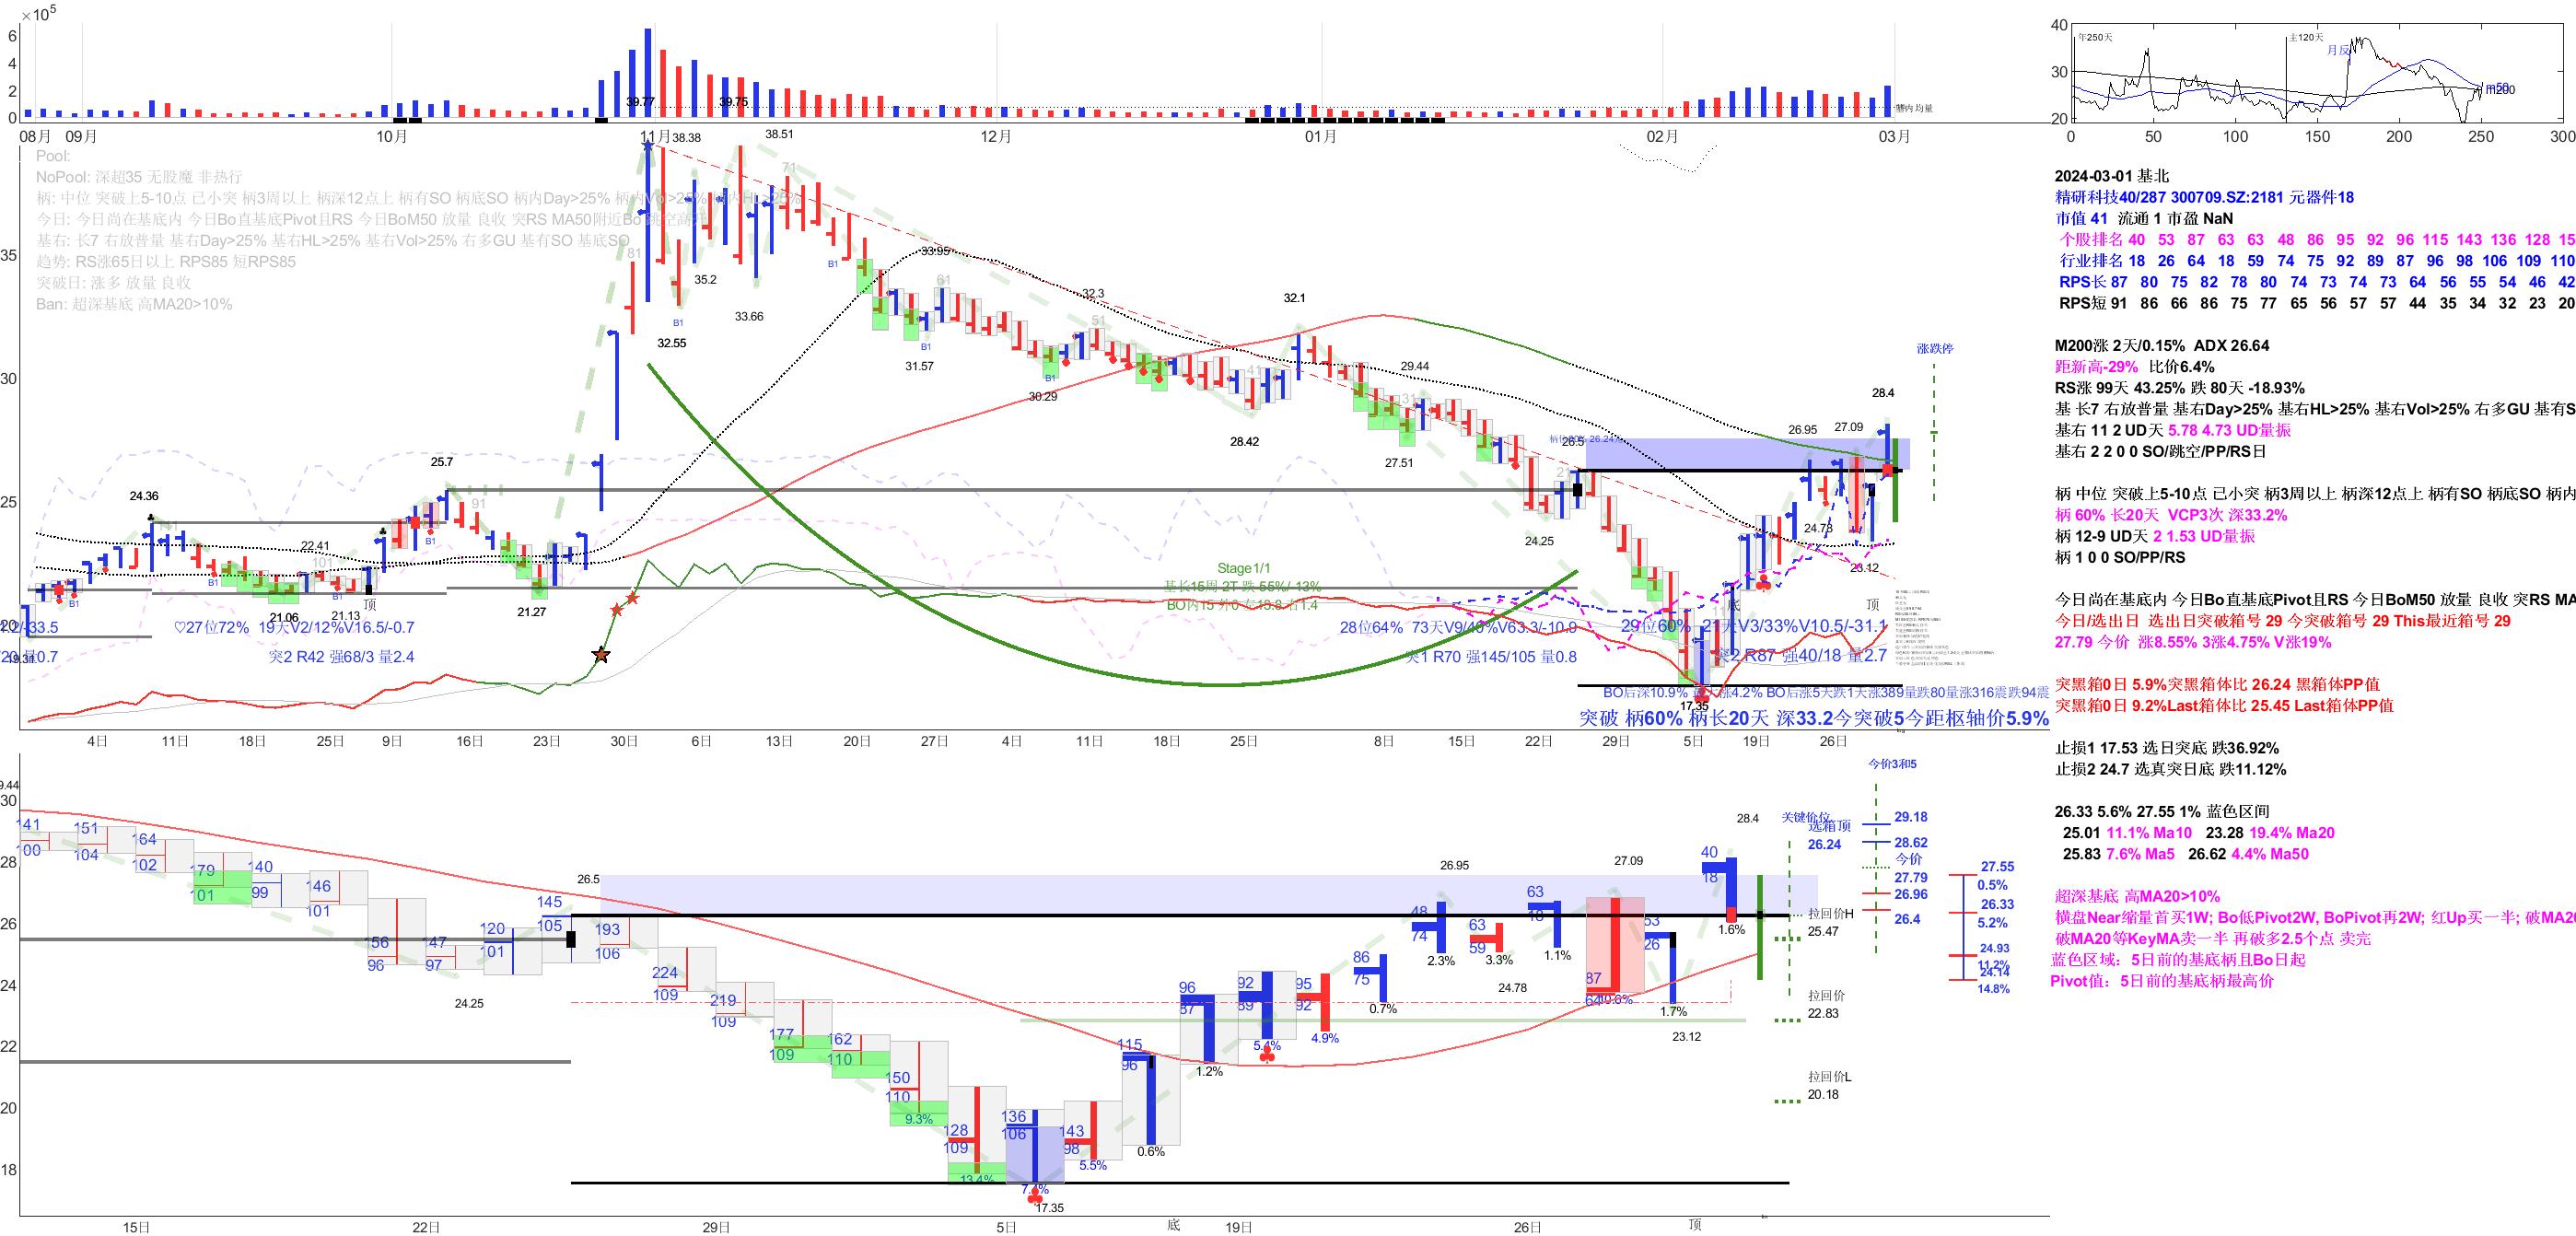 ×10⁵
6
4
2
0
39.77
39.75
08月 09月 10月 11月 12月 01月 02月 03月
38.38
38.51
Pool:
NoPool: 深超35 无股魔 非热行
柄: 中位 突破上5-10点 己小突 柄3周以上 柄深12点上 柄有SO 柄底SO 柄内Day>25% 柄内Vol>25% 柄内HL>25%
今日: 今日尚在基底内 今日Bo直基底Pivot且RS 今日BoM50 放量 良收 突RS MA50附近Bo 跳空高开
基右: 长7 右放普量 基右Day>25% 基右HL>25% 基右Vol>25% 右多GU 基有SO 基底SO
趋势: RS涨65日以上 RPS85 短RPS85
突破日: 涨多 放量 良收
Ban: 超深基底 高MA20>10%
35
30
25
20
71
81
61
51
41
31
21
91
101
B1
33.95
35.2
33.66
32.55
31.57
32.3
32.1
30.29
28.42
29.44
27.51
26.5
24.25
26.95
27.09
28.4
24.78
23.12
17.35
24.36
25.7
22.41
21.06
21.13
21.27
顶
底
顶
涨跌停
Stage1/1
基长15周 2T 跌 55%/-13%
♡27位72% 19天V2/12%V16.5/-0.7
突2 R42 强68/3 量2.4
28位64% 73天V9/40%V63.3/-10.9
突1 R70 强145/105 量0.8
29位60% 21天V3/33%V10.5/-31.1
突2 R87 强40/18 量2.7
突破 柄60% 柄长20天 深33.2今突破5今距枢轴价5.9%
4日 11日 18日 25日 9日 16日 23日 30日 6日 13日 20日 27日 4日 11日 18日 25日 8日 15日 22日 29日 5日 19日 26日
40
30
20
年250天
主120天
月反
0 50 100 150 200 250 300
2024-03-01 基北
精研科技40/287 300709.SZ:2181 元器件18
市值 41 流通 1 市盈 NaN
个股排名 40 53 87 63 63 48 86 95 92 96 115 143 136 128 15
行业排名 18 26 64 18 59 74 75 92 89 87 96 98 106 109 110
RPS长 87 80 75 82 78 80 74 73 74 73 64 56 55 54 46 42
RPS短 91 86 66 86 75 77 65 56 57 57 44 35 34 32 23 20
M200涨 2天/0.15% ADX 26.64
距新高-29% 比价6.4%
RS涨 99天 43.25% 跌 80天 -18.93%
基 长7 右放普量 基右Day>25% 基右HL>25% 基右Vol>25% 右多GU 基有S
基右 11 2 UD天 5.78 4.73 UD量振
基右 2 2 0 0 SO/跳空/PP/RS日
柄 中位 突破上5-10点 己小突 柄3周以上 柄深12点上 柄有SO 柄底SO 柄内
柄 60% 长20天 VCP3次 深33.2%
柄 12-9 UD天 2 1.53 UD量振
柄 1 0 0 SO/PP/RS
今日尚在基底内 今日Bo直基底Pivot且RS 今日BoM50 放量 良收 突RS MA
今日/选出日 选出日突破箱号 29 今突破箱号 29 This最近箱号 29
27.79 今价 涨8.55% 3涨4.75% V涨19%
突黑箱0日 5.9%突黑箱体比 26.24 黑箱体PP值
突黑箱0日 9.2%Last箱体比 25.45 Last箱体PP值
止损1 17.53 选日突底 跌36.92%
止损2 24.7 选真突日底 跌11.12%
26.33 5.6% 27.55 1% 蓝色区间
25.01 11.1% Ma10 23.28 19.4% Ma20
25.83 7.6% Ma5 26.62 4.4% Ma50
超深基底 高MA20>10%
横盘Near缩量首买1W; Bo低Pivot2W, BoPivot再2W; 红Up买一半; 破MA2
破MA20等KeyMA卖一半 再破多2.5个点 卖完
蓝色区域: 5日前的基底柄且Bo日起
Pivot值: 5日前的基底柄最高价
9.44
30
28
26
24
22
20
18
141 100
151 104
164 102
179 101
140 99
146 101
156 96
147 97
120 101
145 105
193 106
224 109
219 109
177 109
162 110
150 110
9.3%
128 109
13.4%
136 106
143 98
5.5%
115 96
0.6%
96 87
1.2%
92 89
5.4%
95 92
4.9%
86 75
0.7%
48 74
2.3%
63 59
3.3%
63 18
1.1%
87 64
53 26
1.7%
40 18
1.6%
26.5
24.25
17.35
26.95
24.78
27.09
23.12
28.4
今价3和5
关键价位
选箱顶
26.24
拉回价H
25.47
拉回价
22.83
拉回价L
20.18
29.18
28.62
今价
27.79
26.96
26.4
27.55
0.5%
26.33
5.2%
24.93
11.2%
24.14
14.8%
15日 22日 29日 5日 底 19日 26日 顶